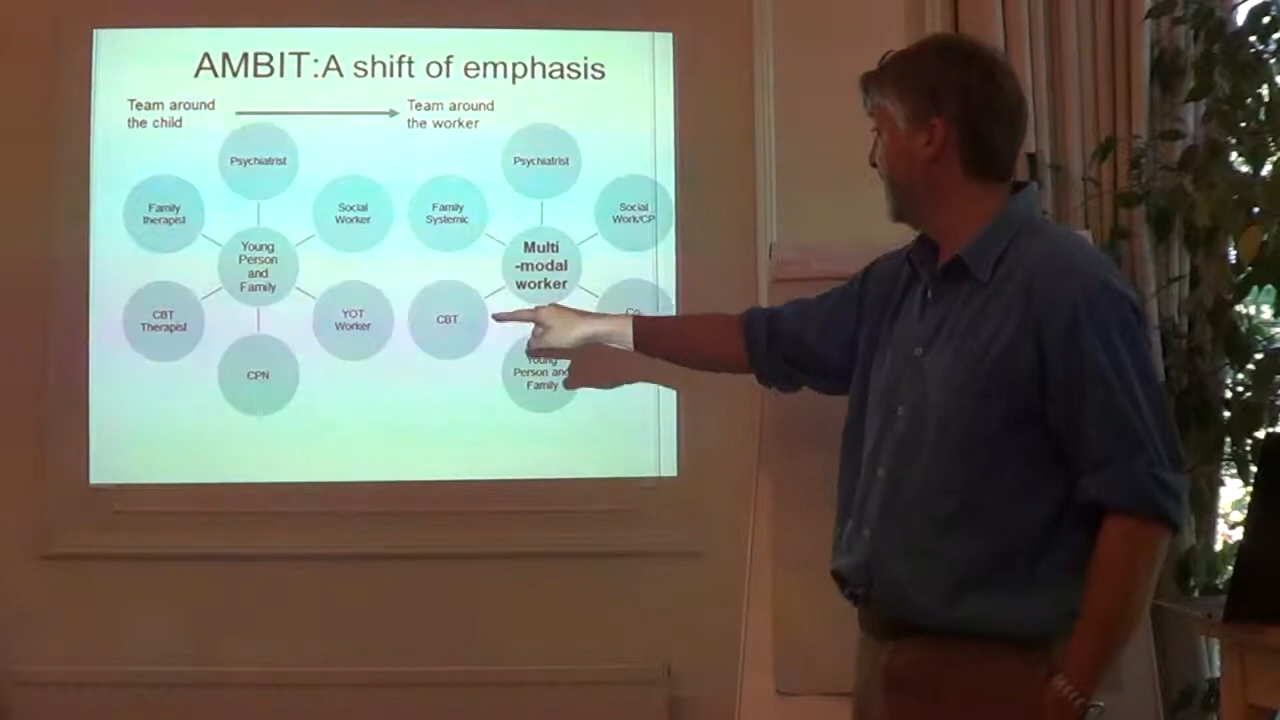 AMBIT:A shift of emphasis
Team around
the child
Team around
the worker
Psychiatrist
Family
therapist
Social
Worker
Young
Person
and
Family
CBT
Therapist
YOT
Worker
CPN
Psychiatrist
Family
Systemic
Social
Work/CP
Multi
-modal
worker
CBT
Young
Person and
Family